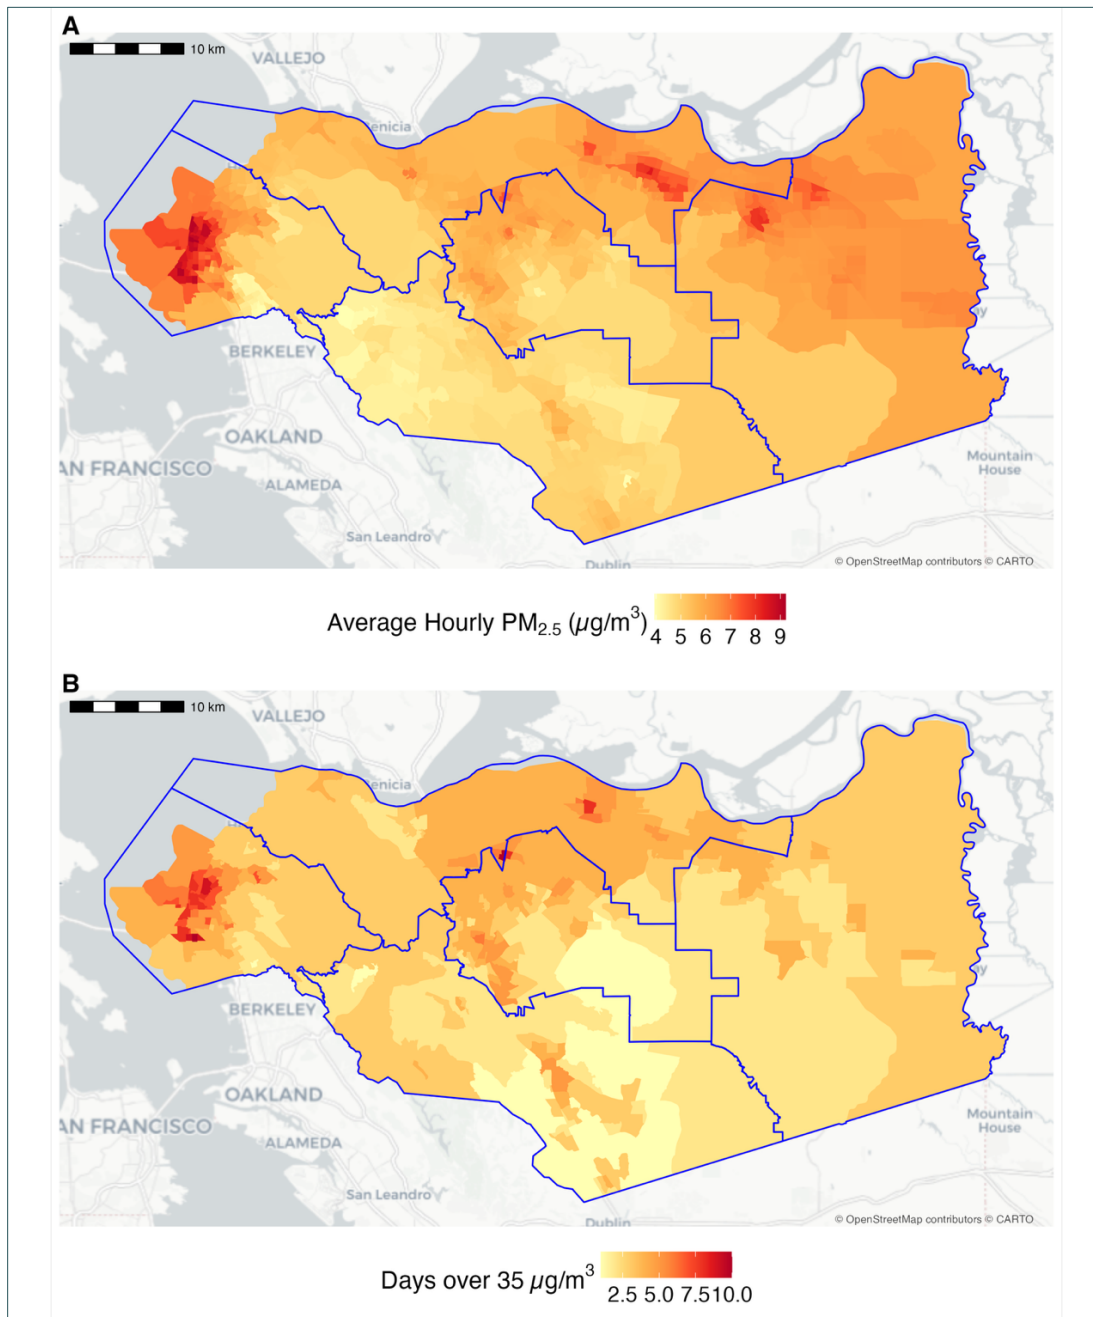 A
10 km
VALLEJO
enicia
BERKELEY
OAKLAND
AN FRANCISCO
ALAMEDA
San Leandro
Dublin
Mountain
House
© OpenStreetMap contributors © CARTO
Average Hourly PM2.5 (µg/m³)
4 5 6 7 8 9
B
10 km
VALLEJO
enicia
BERKELEY
OAKLAND
AN FRANCISCO
ALAMEDA
San Leandro
Dublin
Mountain
House
© OpenStreetMap contributors © CARTO
Days over 35 µg/m³
2.5 5.0 7.5 10.0